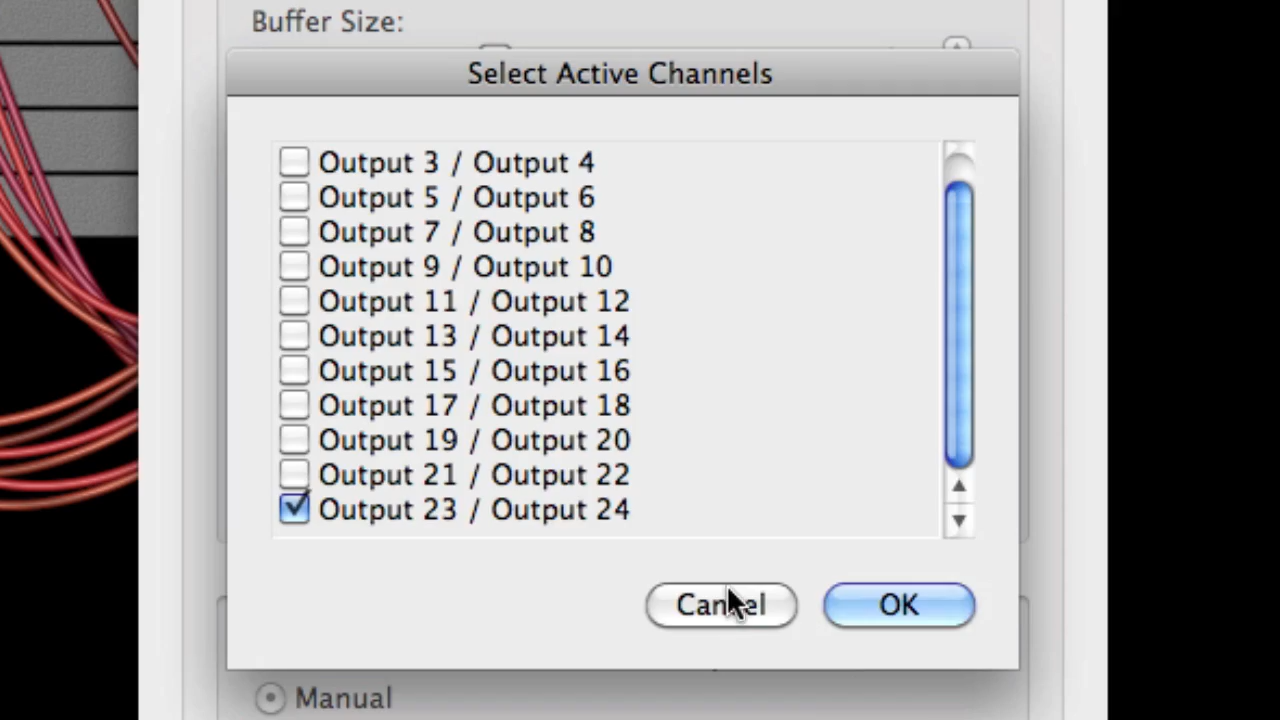 Buffer Size:
Select Active Channels
Output 3 / Output 4
Output 5 / Output 6
Output 7 / Output 8
Output 9 / Output 10
Output 11 / Output 12
Output 13 / Output 14
Output 15 / Output 16
Output 17 / Output 18
Output 19 / Output 20
Output 21 / Output 22
Output 23 / Output 24
Cancel OK
Manual